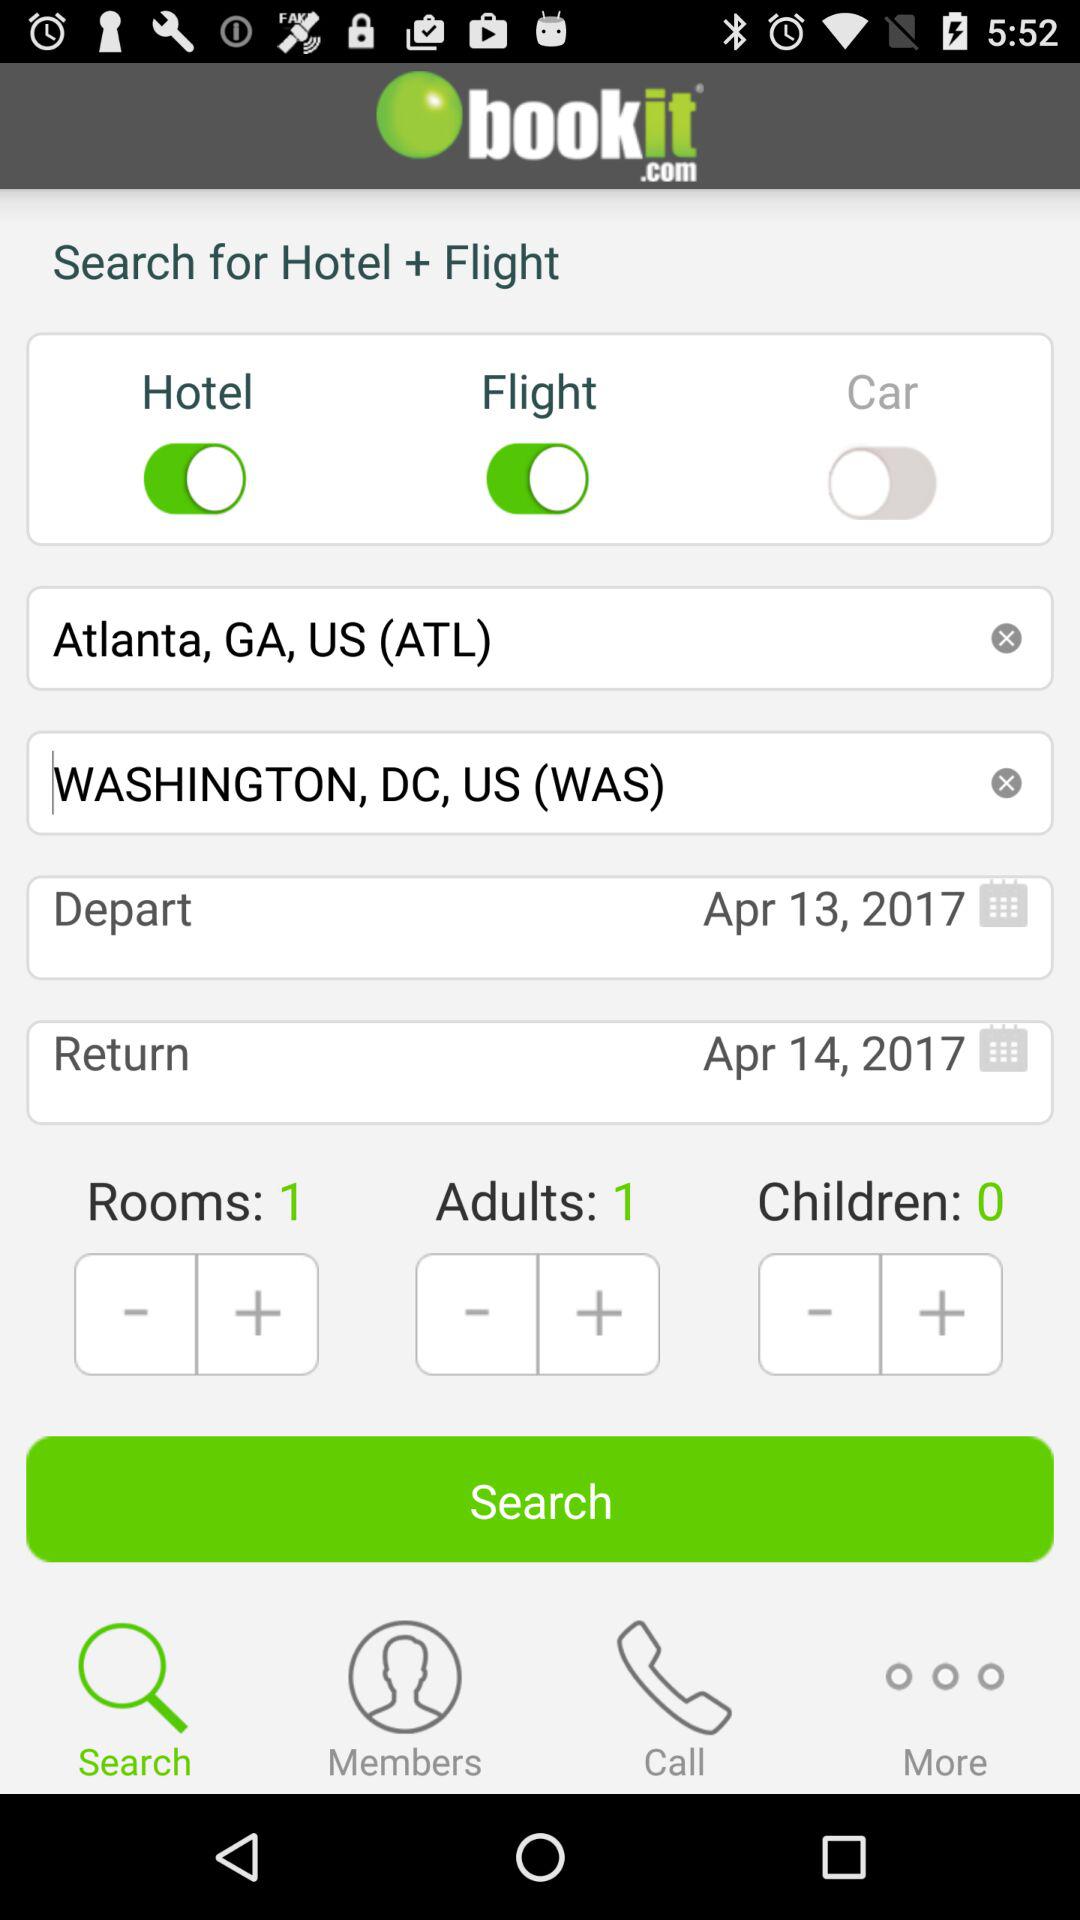 FAKE
5:52
bookit®
.com
Search for Hotel + Flight
Hotel Flight Car
Atlanta, GA, US (ATL)
WASHINGTON, DC, US (WAS)
Depart Apr 13, 2017
Return Apr 14, 2017
Rooms: 1 Adults: 1 Children: 0
- + - + - +
Search
Search Members Call More